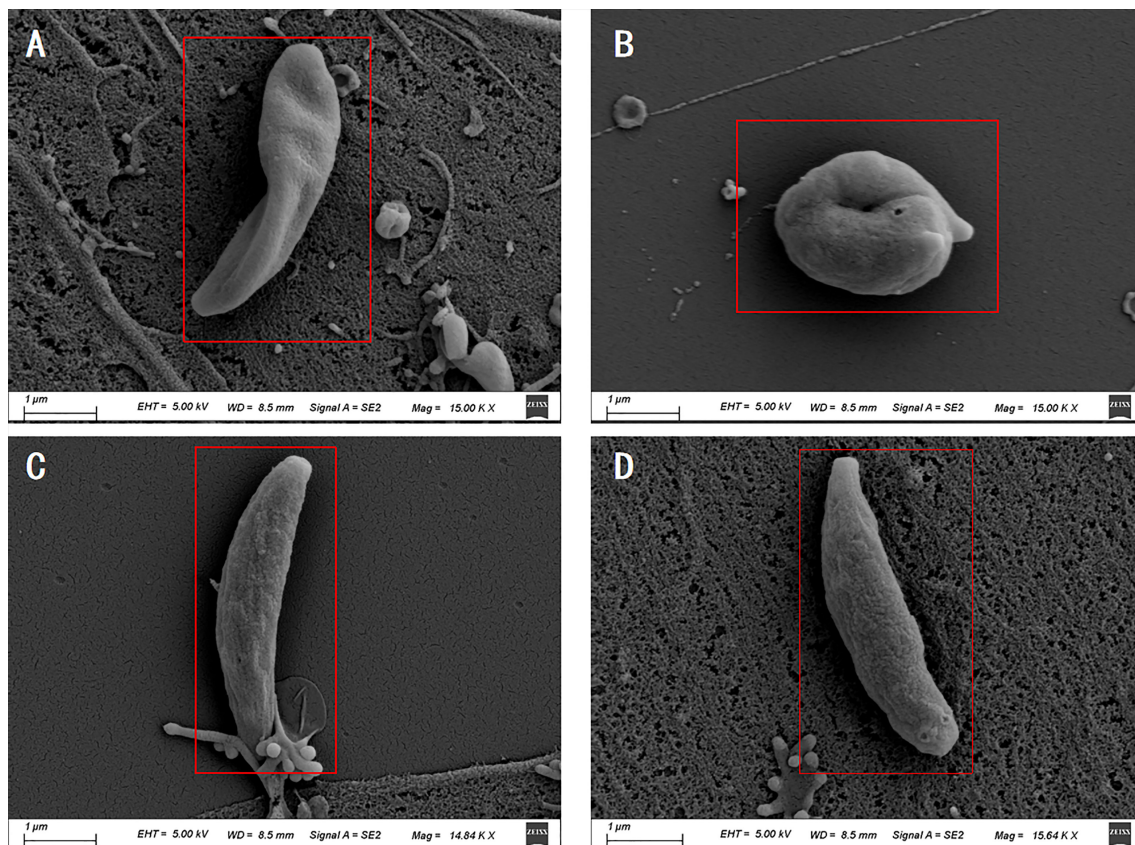 A
B
1 µm
EHT = 5.00 kV WD = 8.5 mm Signal A = SE2 Mag = 15.00 K X ZEISS
1 µm
EHT = 5.00 kV WD = 8.5 mm Signal A = SE2 Mag = 15.00 K X ZEISS
C
D
1 µm
EHT = 5.00 kV WD = 8.5 mm Signal A = SE2 Mag = 14.84 K X ZEISS
1 µm
EHT = 5.00 kV WD = 8.5 mm Signal A = SE2 Mag = 15.64 K X ZEISS